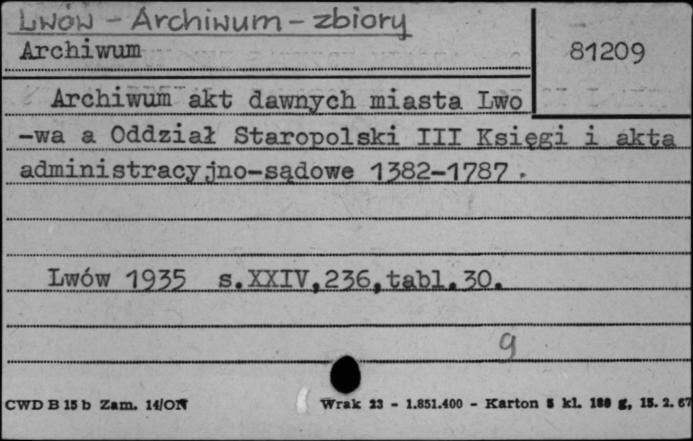 Lwów - Archiwum - zbiory
Archiwum
81209
Archiwum akt dawnych miasta Lwo
-wa a Oddział Staropolski III Księgi i akta
administracyjno-sądowe 1382-1787.
Lwów 1935 s.XXIV,236,tabl.30.
9
CWD B 15 b Zam. 14/ON
Wrak 23 - 1.851.400 - Karton 5 kl. 180 g, 15. 2. 67